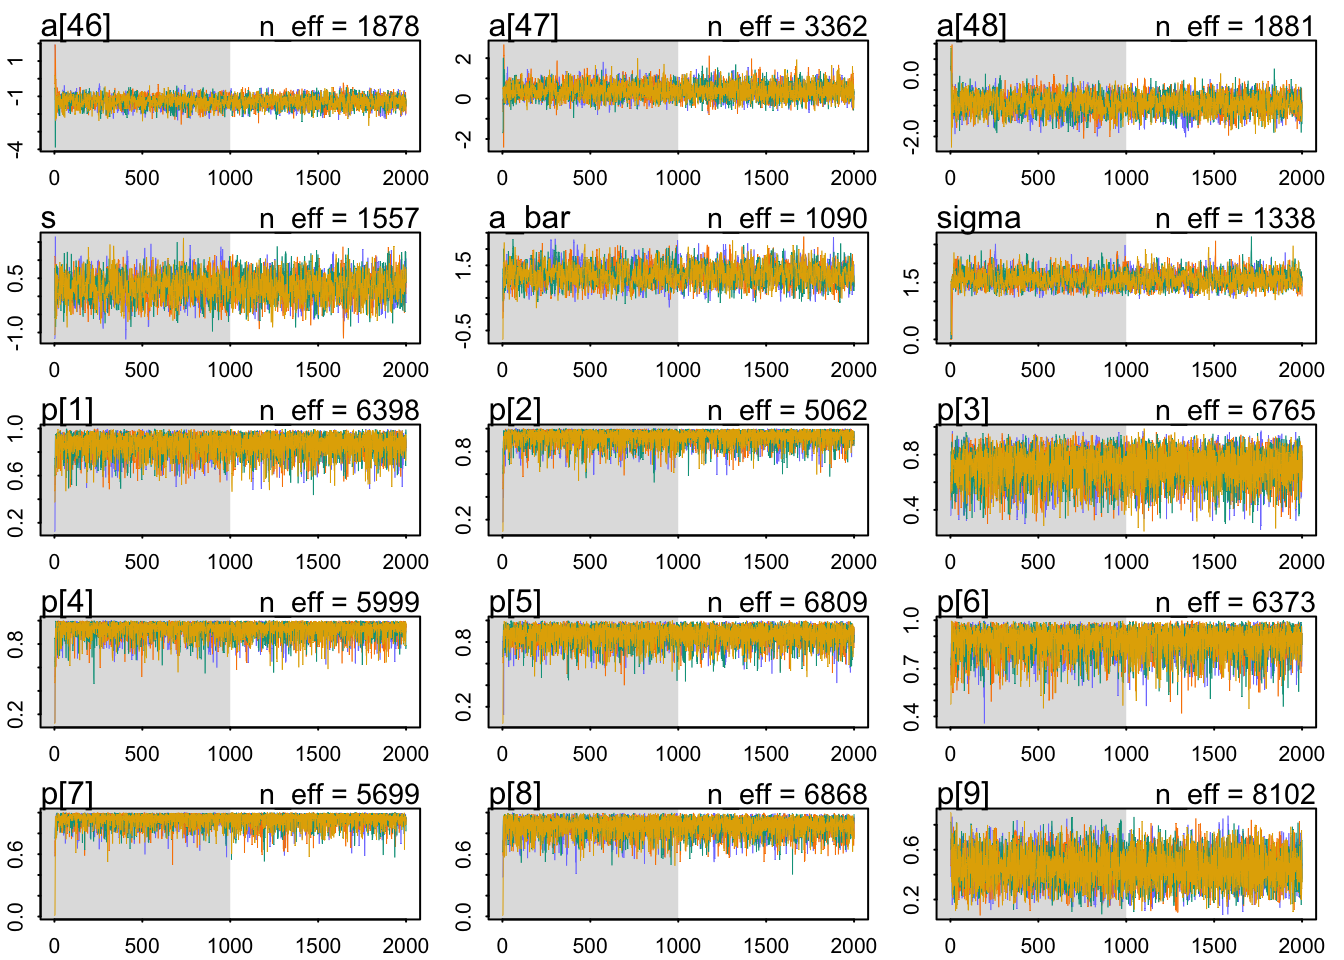 a[46] n_eff = 1878 a[47] n_eff = 3362 a[48] n_eff = 1881
1 -1 -4 2 0 -2 0.0 -2.0
0 500 1000 1500 2000 0 500 1000 1500 2000 0 500 1000 1500 2000
s n_eff = 1557 a_bar n_eff = 1090 sigma n_eff = 1338
0.5 -1.0 1.5 -0.5 1.5 0.0
0 500 1000 1500 2000 0 500 1000 1500 2000 0 500 1000 1500 2000
p[1] n_eff = 6398 p[2] n_eff = 5062 p[3] n_eff = 6765
1.0 0.6 0.2 0.8 0.2 0.8 0.4
0 500 1000 1500 2000 0 500 1000 1500 2000 0 500 1000 1500 2000
p[4] n_eff = 5999 p[5] n_eff = 6809 p[6] n_eff = 6373
0.8 0.2 0.8 0.2 1.0 0.7 0.4
0 500 1000 1500 2000 0 500 1000 1500 2000 0 500 1000 1500 2000
p[7] n_eff = 5699 p[8] n_eff = 6868 p[9] n_eff = 8102
0.6 0.0 0.6 0.0 0.6 0.2
0 500 1000 1500 2000 0 500 1000 1500 2000 0 500 1000 1500 2000